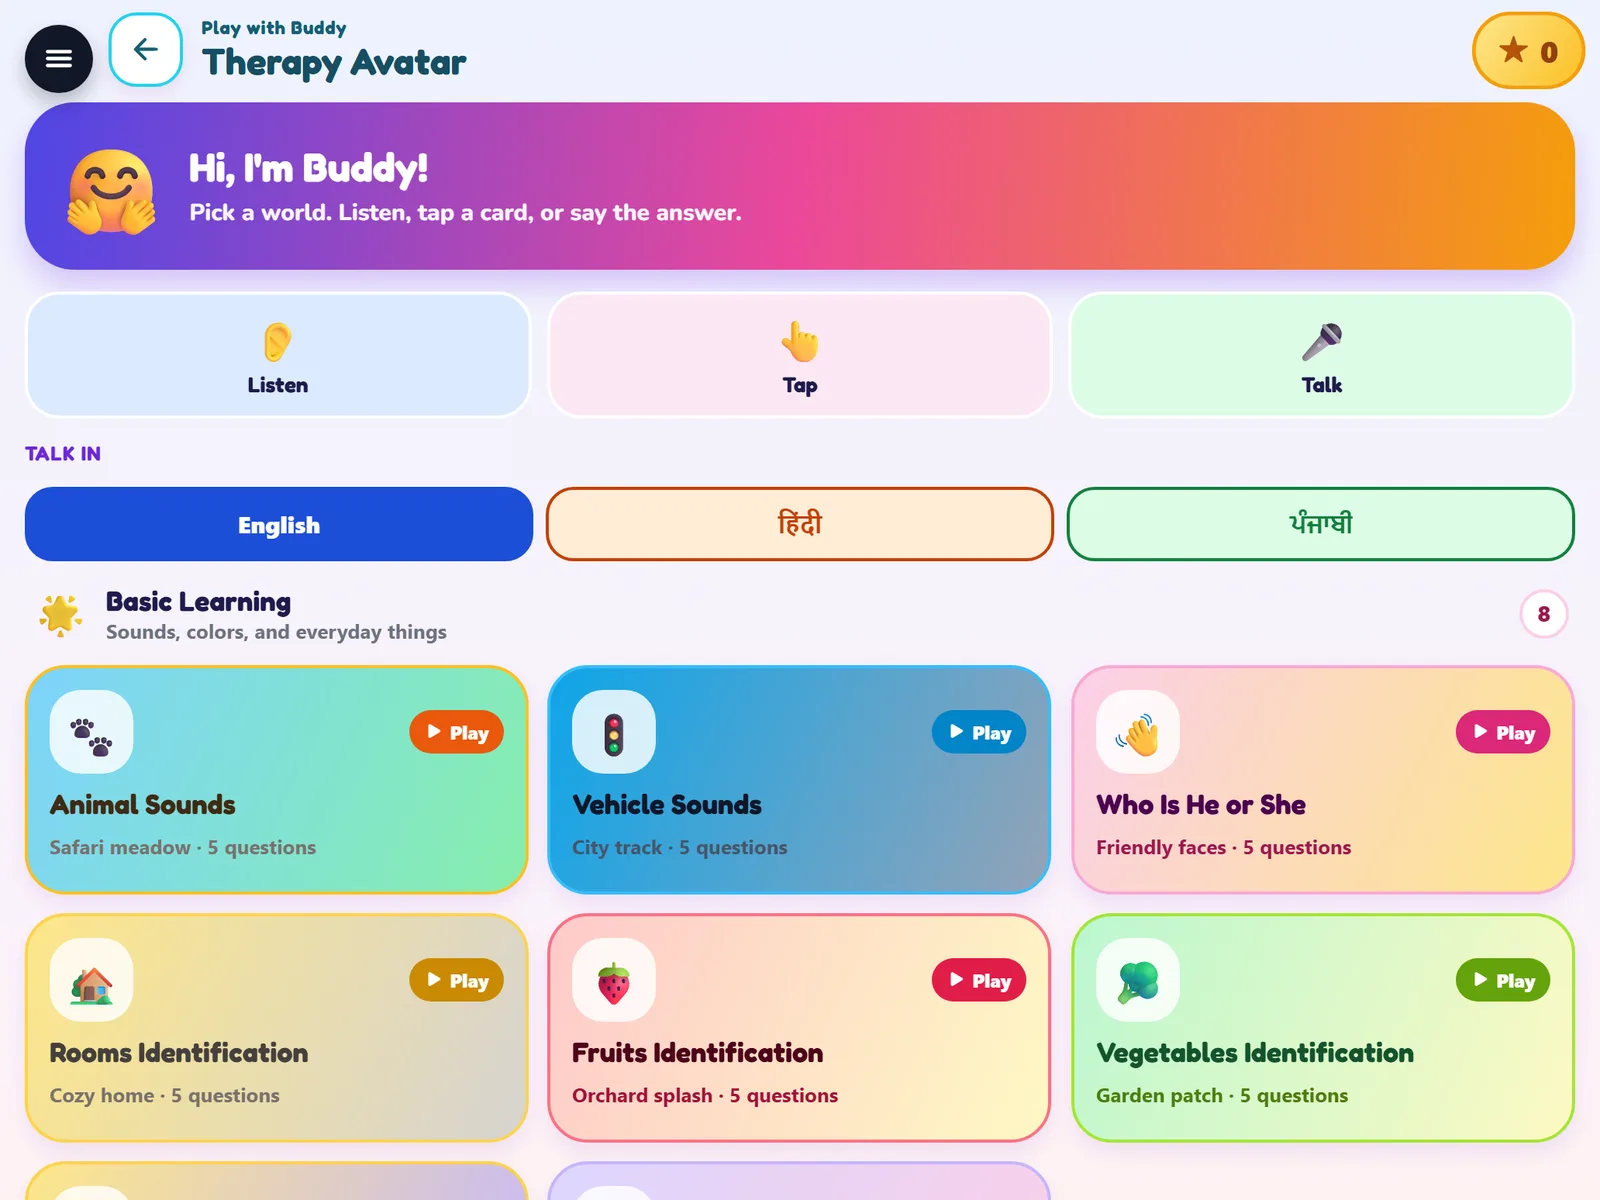 Play with Buddy
Therapy Avatar
★ 0
Hi, I'm Buddy!
Pick a world. Listen, tap a card, or say the answer.
Listen
Tap
Talk
TALK IN
English
हिंदी
ਪੰਜਾਬੀ
Basic Learning
Sounds, colors, and everyday things
8
Play
Animal Sounds
Safari meadow · 5 questions
Play
Vehicle Sounds
City track · 5 questions
Play
Who Is He or She
Friendly faces · 5 questions
Play
Rooms Identification
Cozy home · 5 questions
Play
Fruits Identification
Orchard splash · 5 questions
Play
Vegetables Identification
Garden patch · 5 questions